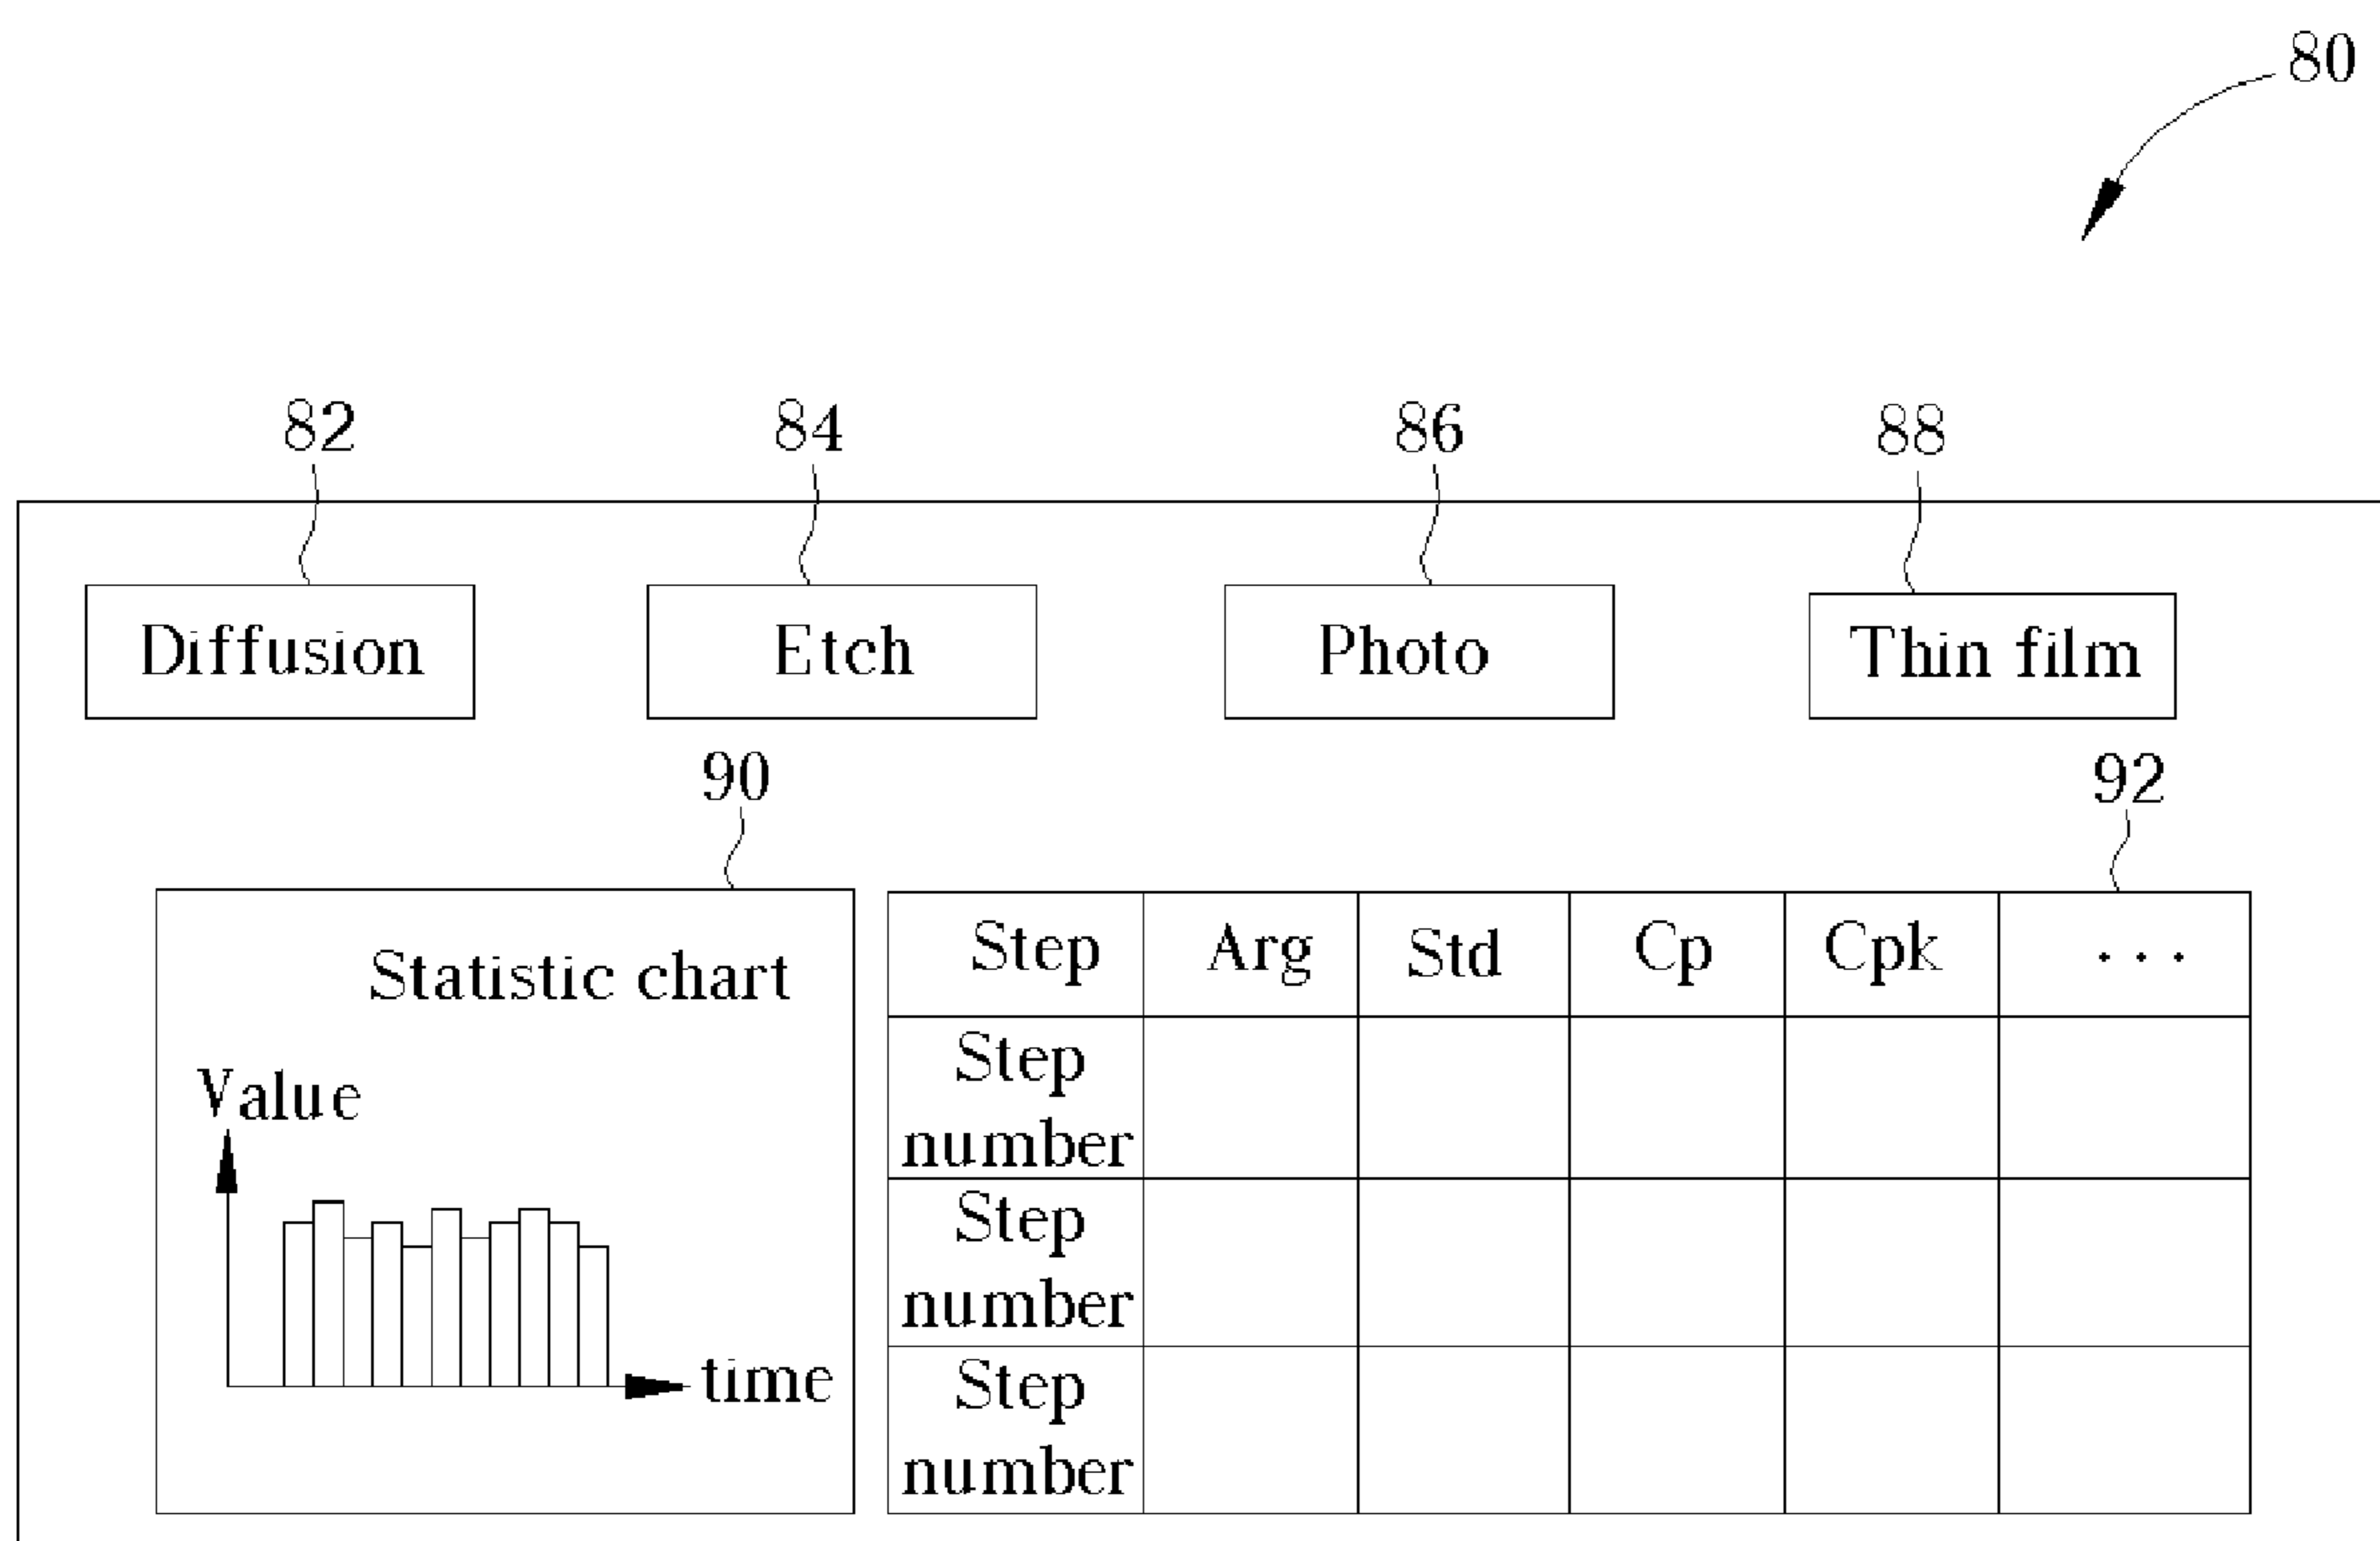 80
82 84 86 88
Diffusion Etch Photo Thin film
90 92
Statistic chart
Value
time
Step Arg Std Cp Cpk ...
Step
number
Step
number
Step
number